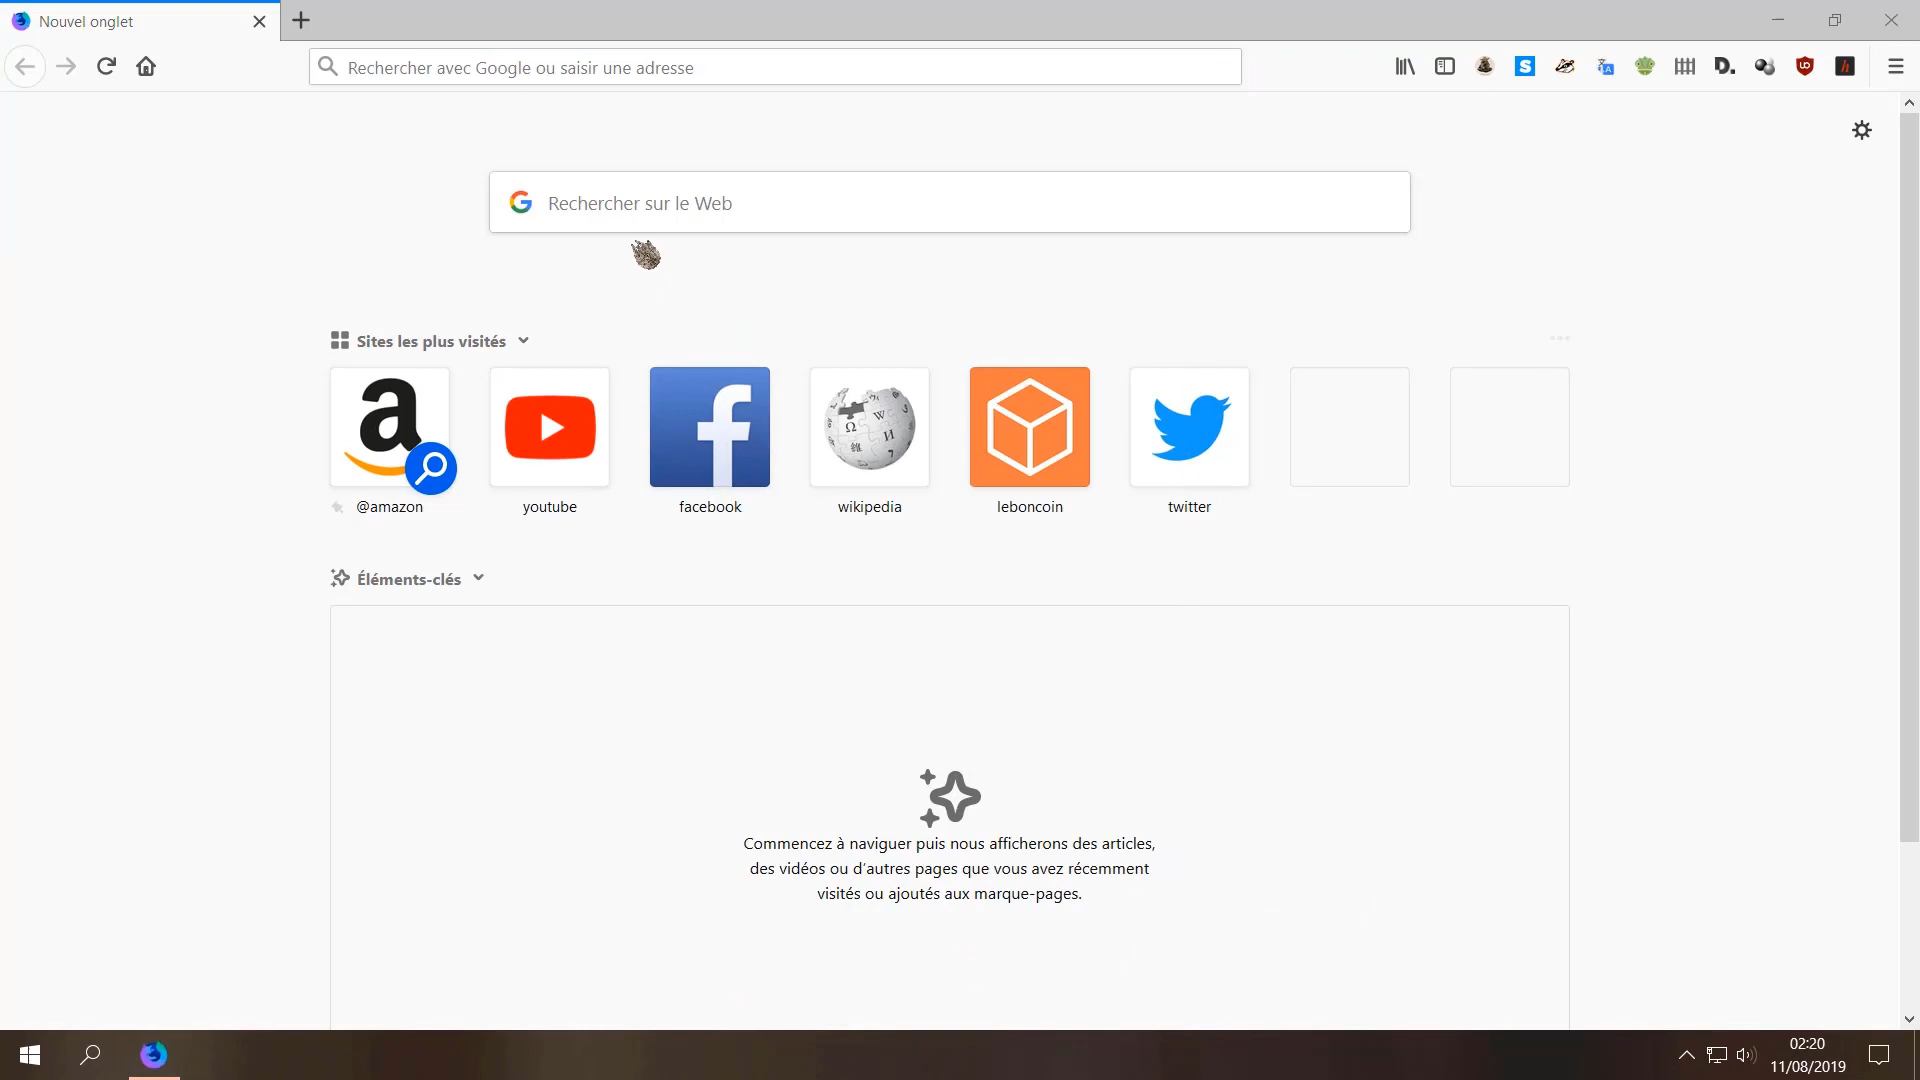 Nouvel onglet
Rechercher avec Google ou saisir une adresse
Rechercher sur le Web
Sites les plus visités
@amazon
youtube
facebook
wikipedia
leboncoin
twitter
Éléments-clés
Commencez à naviguer puis nous afficherons des articles,
des vidéos ou d’autres pages que vous avez récemment
visités ou ajoutés aux marque-pages.
02:20
11/08/2019